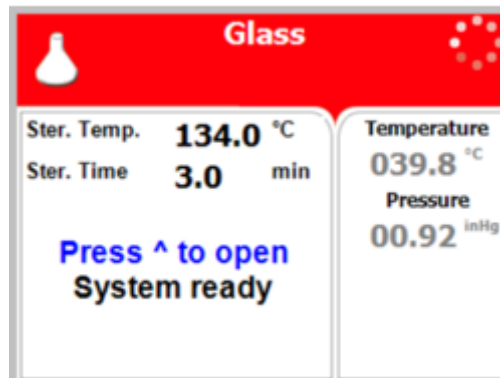 Glass
Ster. Temp. 134.0 °C
Ster. Time 3.0 min
Press ^ to open
System ready
Temperature
039.8 °C
Pressure
00.92 inHg